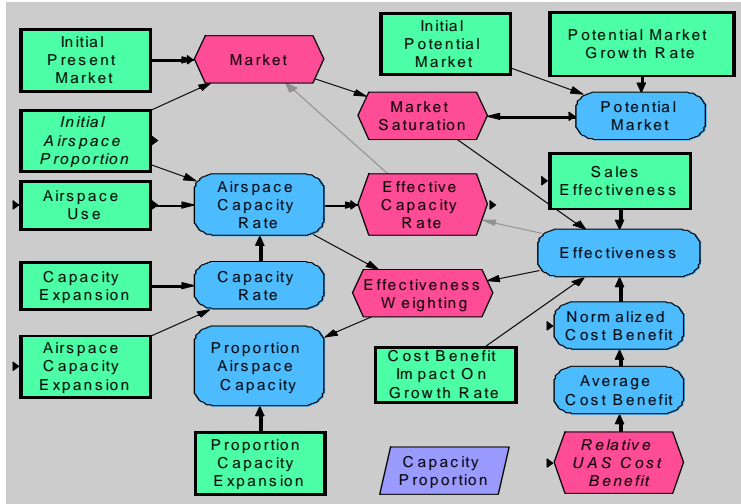 Initial
Present
Market
Market
Initial
Potential
Market
Potential Market
Growth Rate
Initial
Airspace
Proportion
Market
Saturation
Potential
Market
Airspace
Use
Airspace
Capacity
Rate
Effective
Capacity
Rate
Sales
Effectiveness
Effectiveness
Capacity
Expansion
Capacity
Rate
Effectiveness
Weighting
Normalized
Cost Benefit
Airspace
Capacity
Expansion
Proportion
Airspace
Capacity
Cost Benefit
Impact On
Growth Rate
Average
Cost Benefit
Proportion
Capacity
Expansion
Capacity
Proportion
Relative
UAS Cost
Benefit